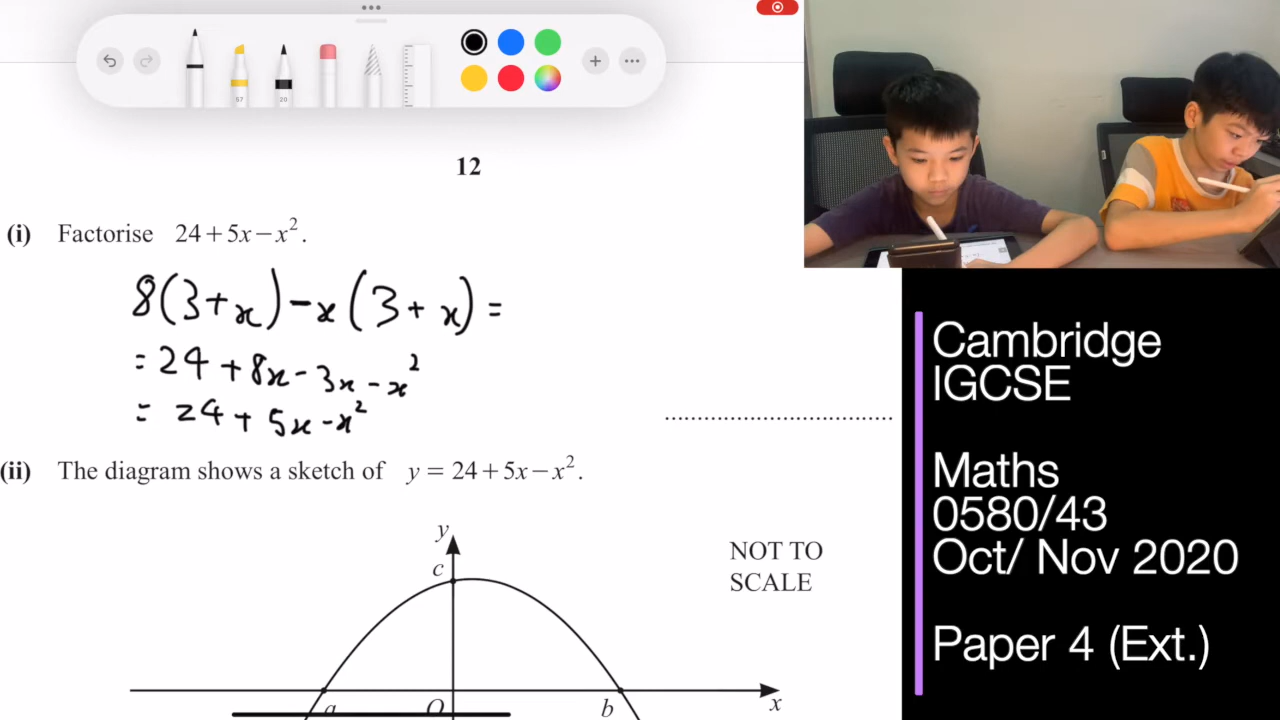 57
20
12
(i) Factorise 24 + 5x − x².
8(3+x) − x(3 + x) =
= 24 + 8x − 3x − x²
= 24 + 5x − x²
................................
(ii) The diagram shows a sketch of y = 24 + 5x − x².
y
c
NOT TO
SCALE
a
O
b
x
Cambridge
IGCSE
Maths
0580/43
Oct/ Nov 2020
Paper 4 (Ext.)